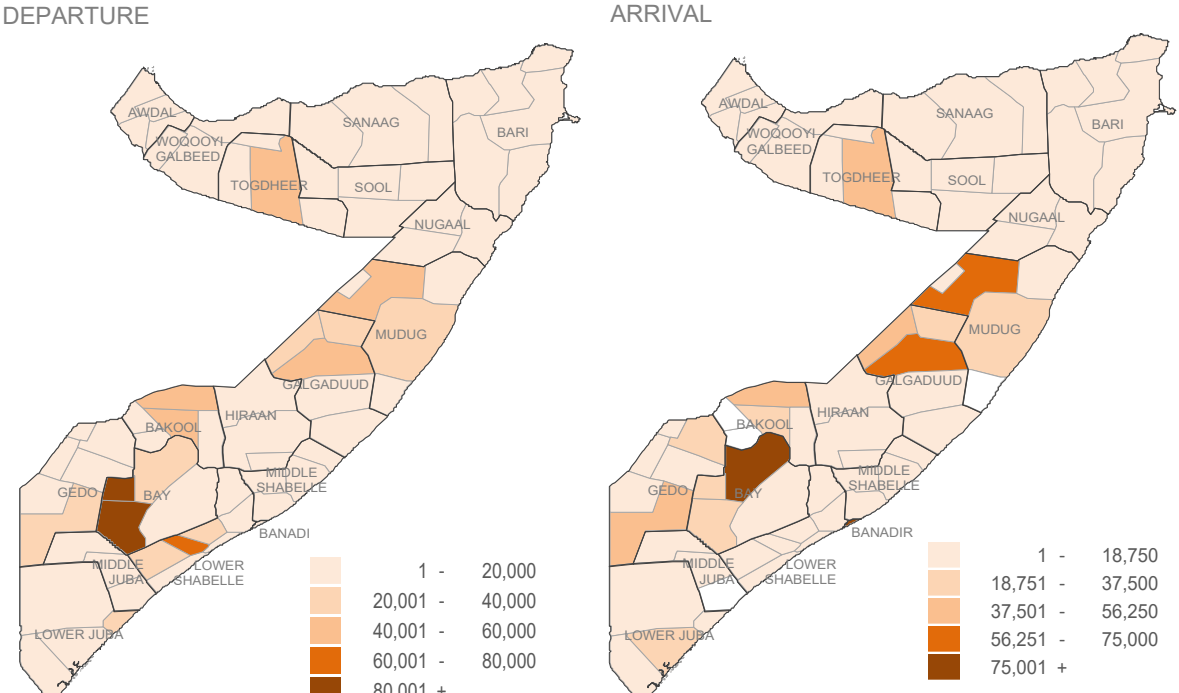 DEPARTURE
AWDAL
WOQOOYI
GALBEED
SANAAG
BARI
TOGDHEER
SOOL
NUGAAL
MUDUG
GALGADUUD
HIRAAN
BAKOOL
GEDO
BAY
MIDDLE
SHABELLE
BANADI
MIDDLE
JUBA
LOWER
SHABELLE
LOWER JUBA
1 - 20,000
20,001 - 40,000
40,001 - 60,000
60,001 - 80,000
80,001 +
ARRIVAL
AWDAL
WOQOOYI
GALBEED
SANAAG
BARI
TOGDHEER
SOOL
NUGAAL
MUDUG
GALGADUUD
HIRAAN
BAKOOL
GEDO
BAY
MIDDLE
SHABELLE
BANADIR
MIDDLE
JUBA
LOWER
SHABELLE
LOWER JUBA
1 - 18,750
18,751 - 37,500
37,501 - 56,250
56,251 - 75,000
75,001 +